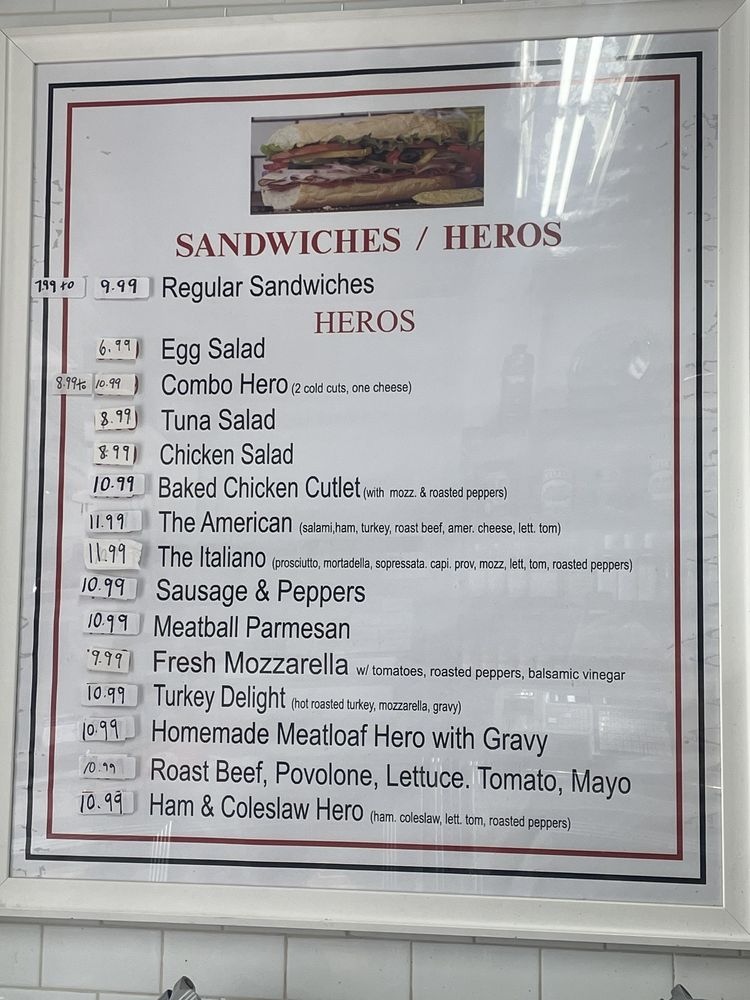 SANDWICHES / HEROS
7.99 to 9.99 Regular Sandwiches
HEROS
6.99 Egg Salad
8.99 to 10.99 Combo Hero (2 cold cuts, one cheese)
8.99 Tuna Salad
8.99 Chicken Salad
10.99 Baked Chicken Cutlet (with mozz. & roasted peppers)
11.99 The American (salami,ham, turkey, roast beef, amer. cheese, lett. tom)
11.99 The Italiano (prosciutto, mortadella, sopressata. capi. prov, mozz, lett, tom, roasted peppers)
10.99 Sausage & Peppers
10.99 Meatball Parmesan
9.99 Fresh Mozzarella w/ tomatoes, roasted peppers, balsamic vinegar
10.99 Turkey Delight (hot roasted turkey, mozzarella, gravy)
10.99 Homemade Meatloaf Hero with Gravy
10.99 Roast Beef, Povolone, Lettuce. Tomato, Mayo
10.99 Ham & Coleslaw Hero (ham. coleslaw, lett. tom, roasted peppers)